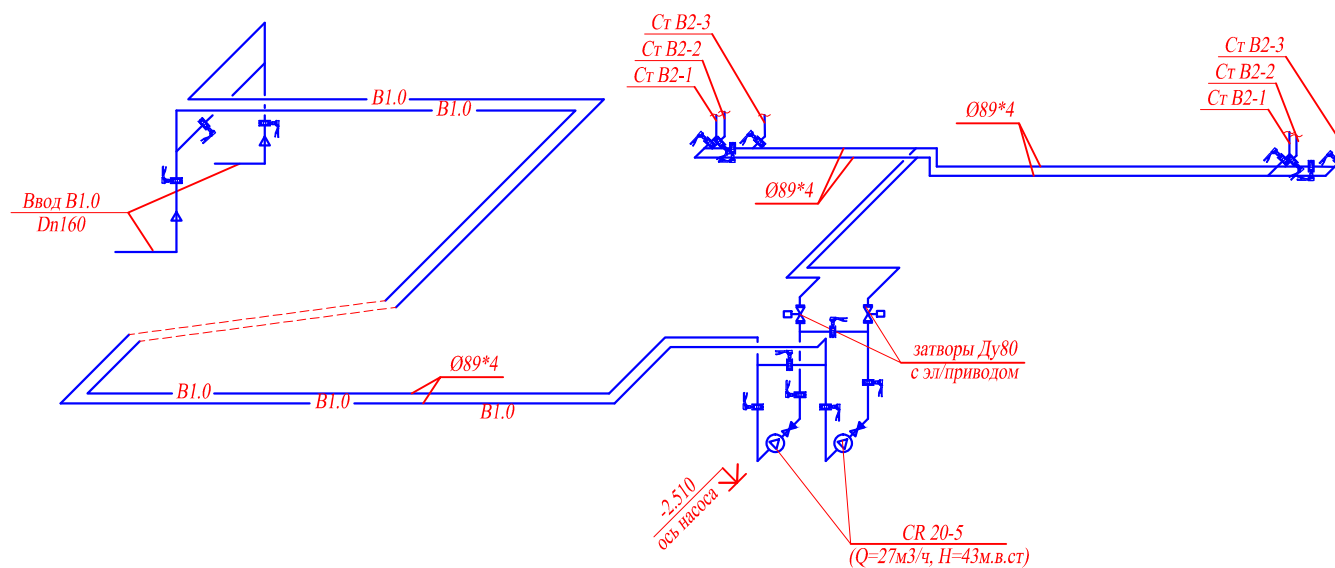 Ст В2-3
Ст В2-2
Ст В2-1
Ст В2-3
Ст В2-2
Ст В2-1
В1.0
В1.0
Ø89*4
Ø89*4
Ввод В1.0
Dn160
затворы Ду80
с эл/приводом
Ø89*4
В1.0
В1.0
В1.0
-2.510
ось насоса
CR 20-5
(Q=27м3/ч, Н=43м.в.ст)